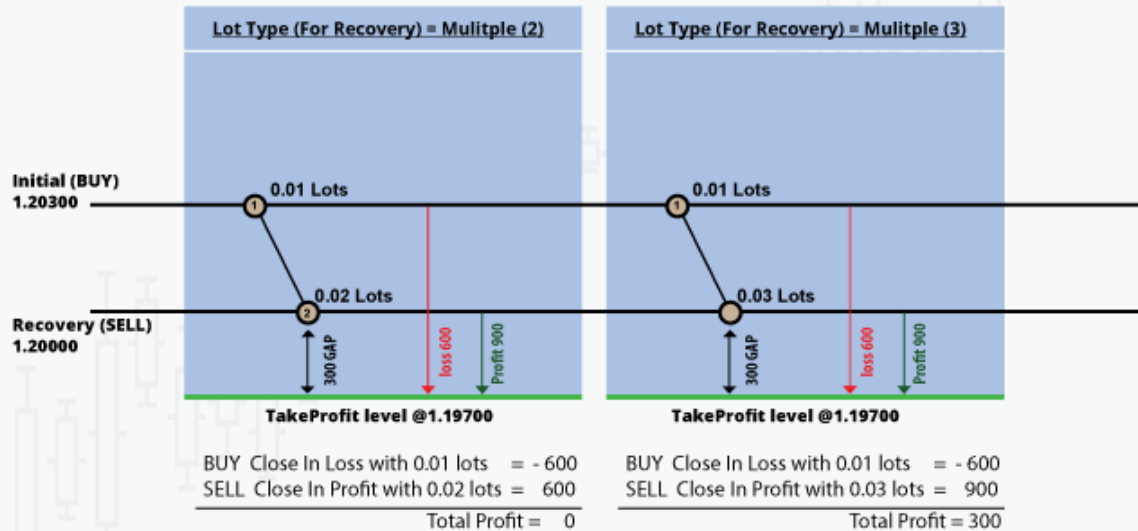 Lot Type (For Recovery) = Mulitple (2)
Lot Type (For Recovery) = Mulitple (3)
Initial (BUY)
1.20300
1
0.01 Lots
1
0.01 Lots
0.02 Lots
2
0.03 Lots
Recovery (SELL)
1.20000
300 GAP
loss 600
Profit 900
300 GAP
loss 600
Profit 900
TakeProfit level @1.19700
TakeProfit level @1.19700
BUY Close In Loss with 0.01 lots = - 600
SELL Close In Profit with 0.02 lots = 600
Total Profit = 0
BUY Close In Loss with 0.01 lots = - 600
SELL Close In Profit with 0.03 lots = 900
Total Profit = 300